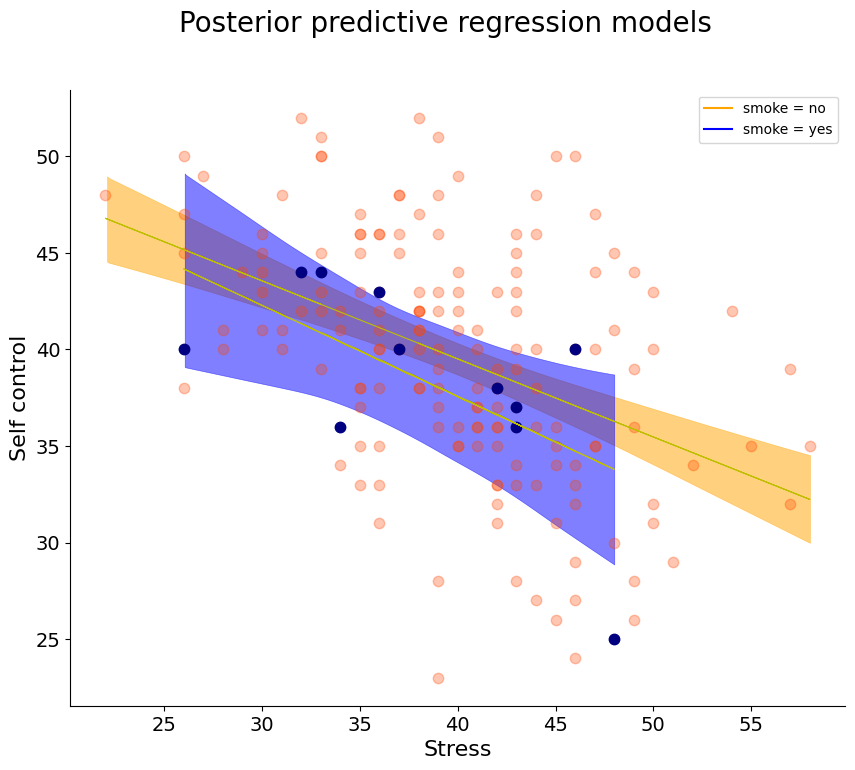 Posterior predictive regression models
smoke = no
smoke = yes
50
45
40
35
30
25
Self control
25 30 35 40 45 50 55
Stress